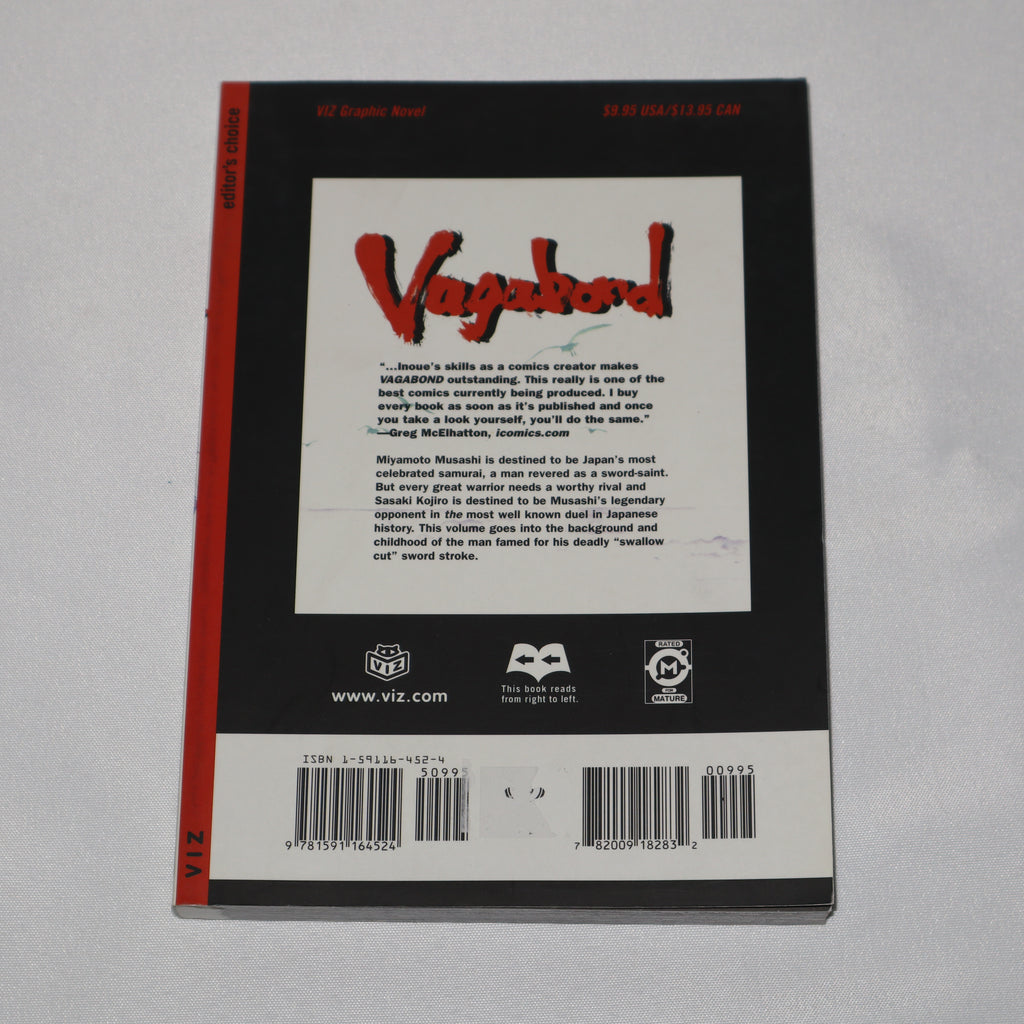 editor's choice
VIZ Graphic Novel
$9.95 USA/$13.95 CAN
Vagabond
"...Inoue's skills as a comics creator makes
VAGABOND outstanding. This really is one of the
best comics currently being produced. I buy
every book as soon as it's published and once
you take a look yourself, you'll do the same."
—Greg McElhatton, icomics.com
Miyamoto Musashi is destined to be Japan's most
celebrated samurai, a man revered as a sword-saint.
But every great warrior needs a worthy rival and
Sasaki Kojiro is destined to be Musashi's legendary
opponent in the most well known duel in Japanese
history. This volume goes into the background and
childhood of the man famed for his deadly "swallow
cut" sword stroke.
VIZ
www.viz.com
This book reads
from right to left.
RATED
M
FOR
MATURE
ISBN 1-59116-452-4
50995
9 781591 164524
00995
7 82009 18283 2
VIZ